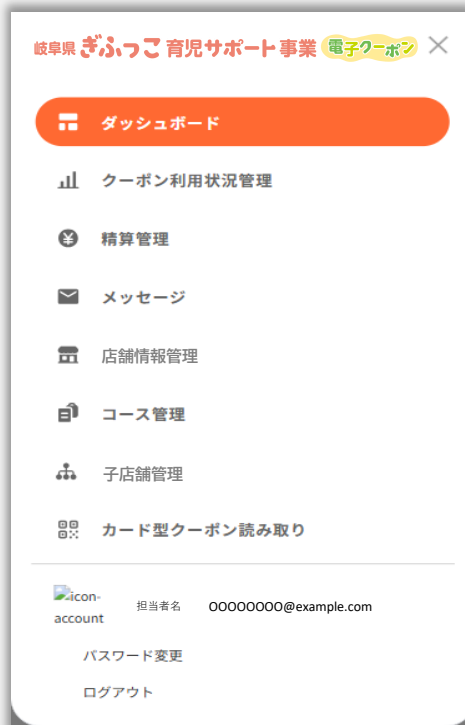 岐阜県 ぎふっこ 育児サポート事業 電子クーポン
ダッシュボード
クーポン利用状況管理
精算管理
メッセージ
店舗情報管理
コース管理
子店舗管理
カード型クーポン読み取り
icon-
account
担当者名 OOOOOOOO@example.com
パスワード変更
ログアウト